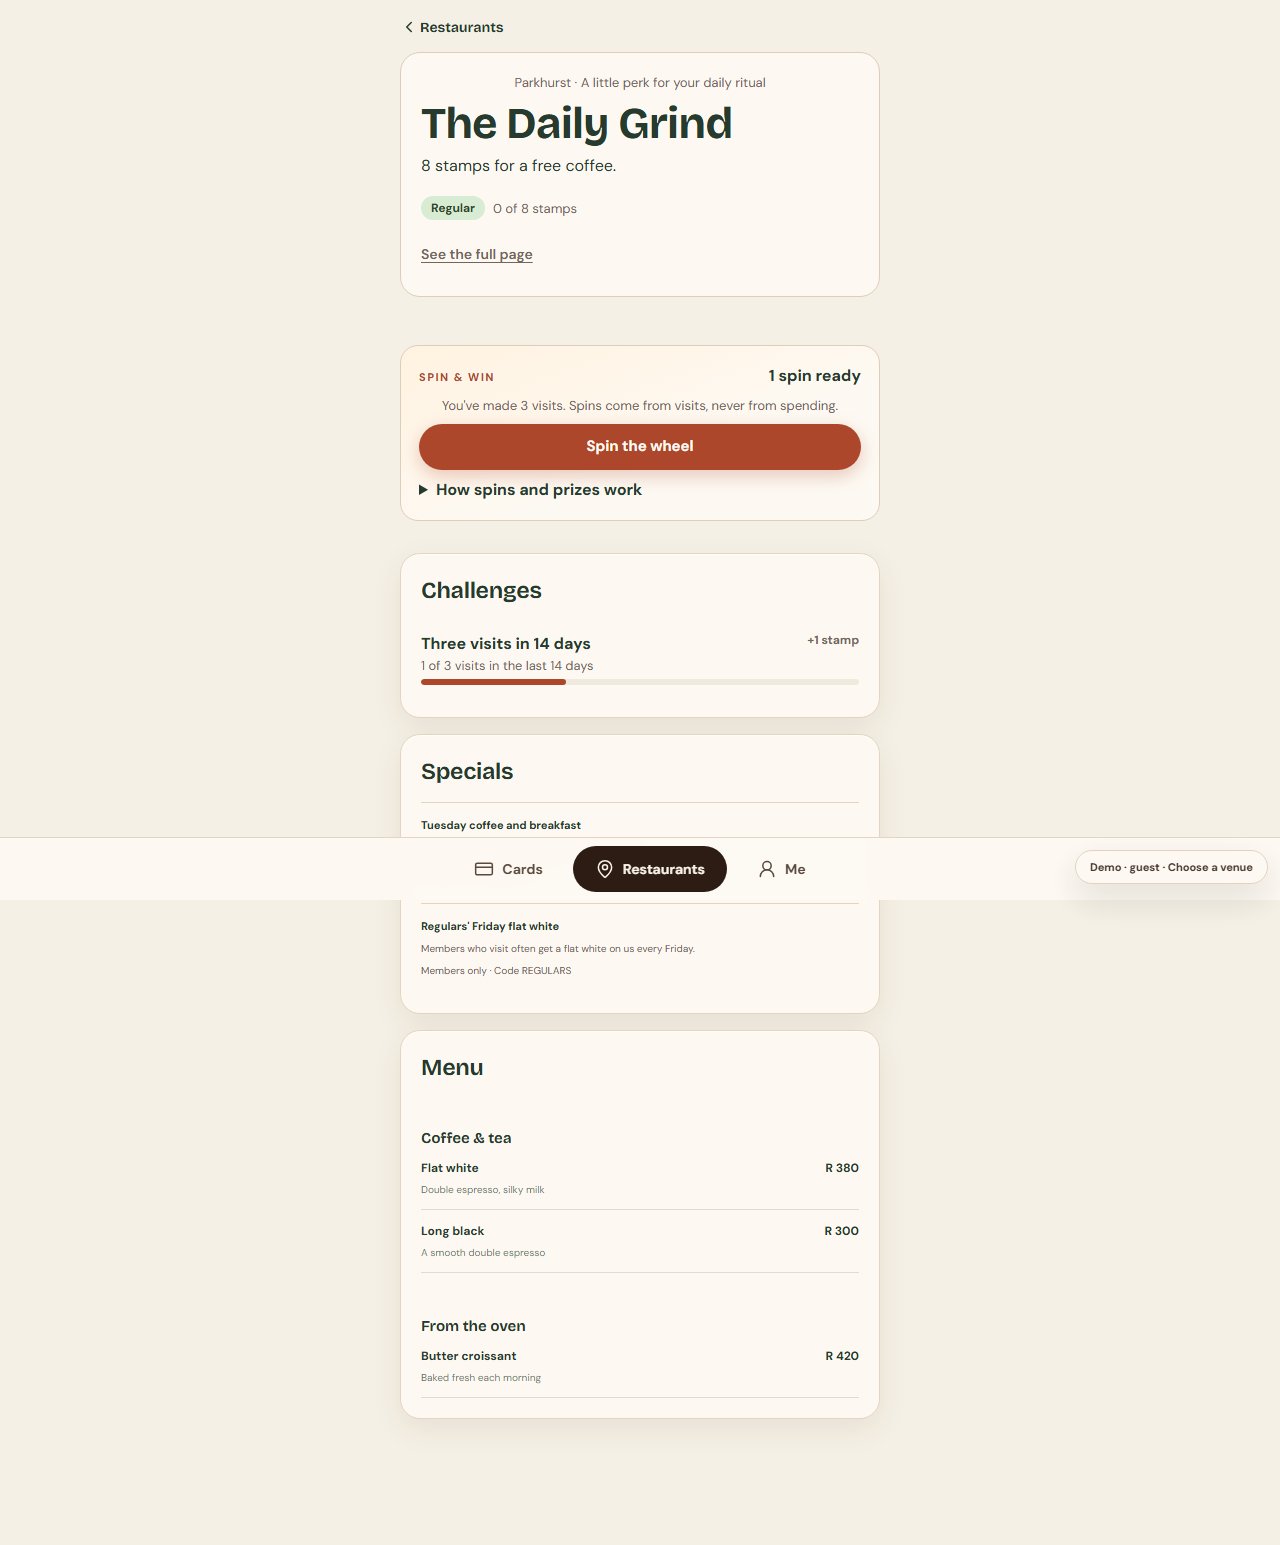 Restaurants
Parkhurst · A little perk for your daily ritual
The Daily Grind
8 stamps for a free coffee.
Regular 0 of 8 stamps
See the full page
SPIN & WIN 1 spin ready
You've made 3 visits. Spins come from visits, never from spending.
Spin the wheel
How spins and prizes work
Challenges
Three visits in 14 days +1 stamp
1 of 3 visits in the last 14 days
Specials
Tuesday coffee and breakfast
Cards Restaurants Me Demo · guest · Choose a venue
Regulars' Friday flat white
Members who visit often get a flat white on us every Friday.
Members only · Code REGULARS
Menu
Coffee & tea
Flat white R 380
Double espresso, silky milk
Long black R 300
A smooth double espresso
From the oven
Butter croissant R 420
Baked fresh each morning